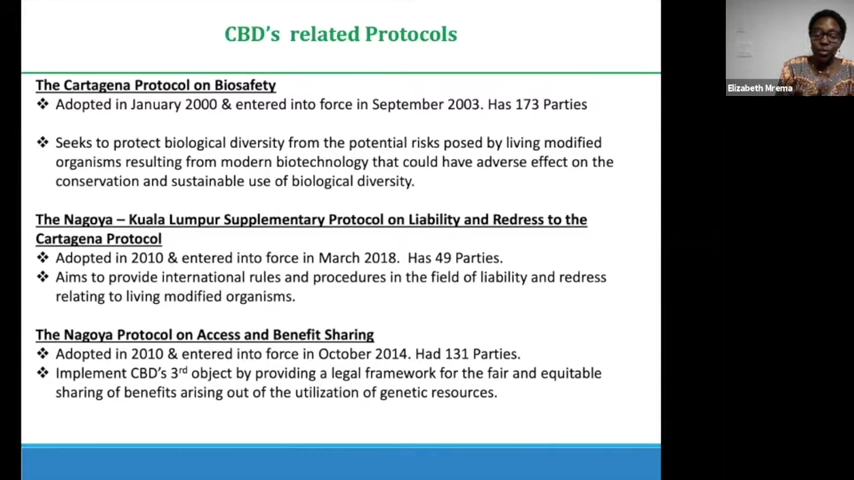 CBD's related Protocols
Elizabeth Mrema
The Cartagena Protocol on Biosafety
❖ Adopted in January 2000 & entered into force in September 2003. Has 173 Parties
❖ Seeks to protect biological diversity from the potential risks posed by living modified
organisms resulting from modern biotechnology that could have adverse effect on the
conservation and sustainable use of biological diversity.
The Nagoya – Kuala Lumpur Supplementary Protocol on Liability and Redress to the
Cartagena Protocol
❖ Adopted in 2010 & entered into force in March 2018. Has 49 Parties.
❖ Aims to provide international rules and procedures in the field of liability and redress
relating to living modified organisms.
The Nagoya Protocol on Access and Benefit Sharing
❖ Adopted in 2010 & entered into force in October 2014. Had 131 Parties.
❖ Implement CBD's 3rd object by providing a legal framework for the fair and equitable
sharing of benefits arising out of the utilization of genetic resources.